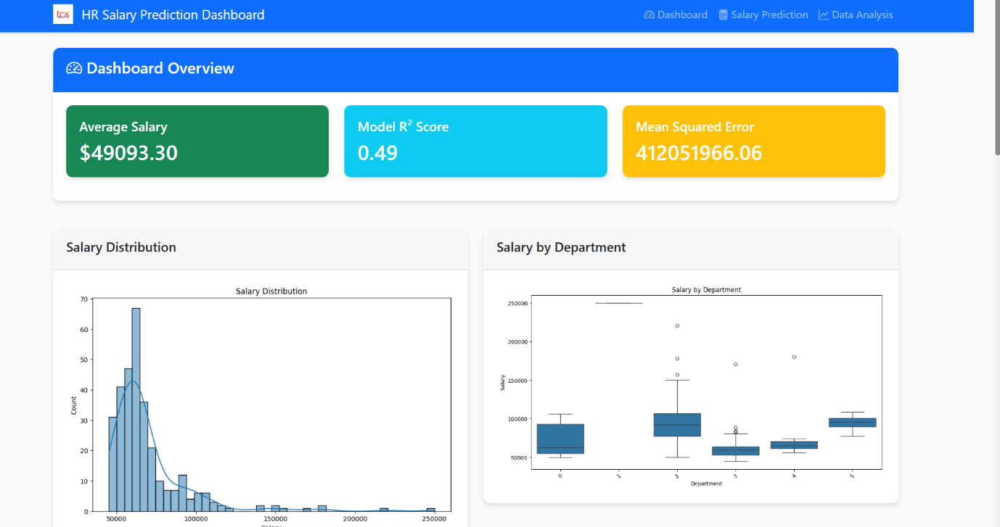 tcs HR Salary Prediction Dashboard Dashboard Salary Prediction Data Analysis
Dashboard Overview
Average Salary
$49093.30
Model R² Score
0.49
Mean Squared Error
412051966.06
Salary Distribution
Salary Distribution
Count
70
60
50
40
30
20
10
0
50000 100000 150000 200000 250000
Salary
Salary by Department
Salary by Department
Salary
250000
200000
150000
100000
50000
0 1 2 3 4 5
Department